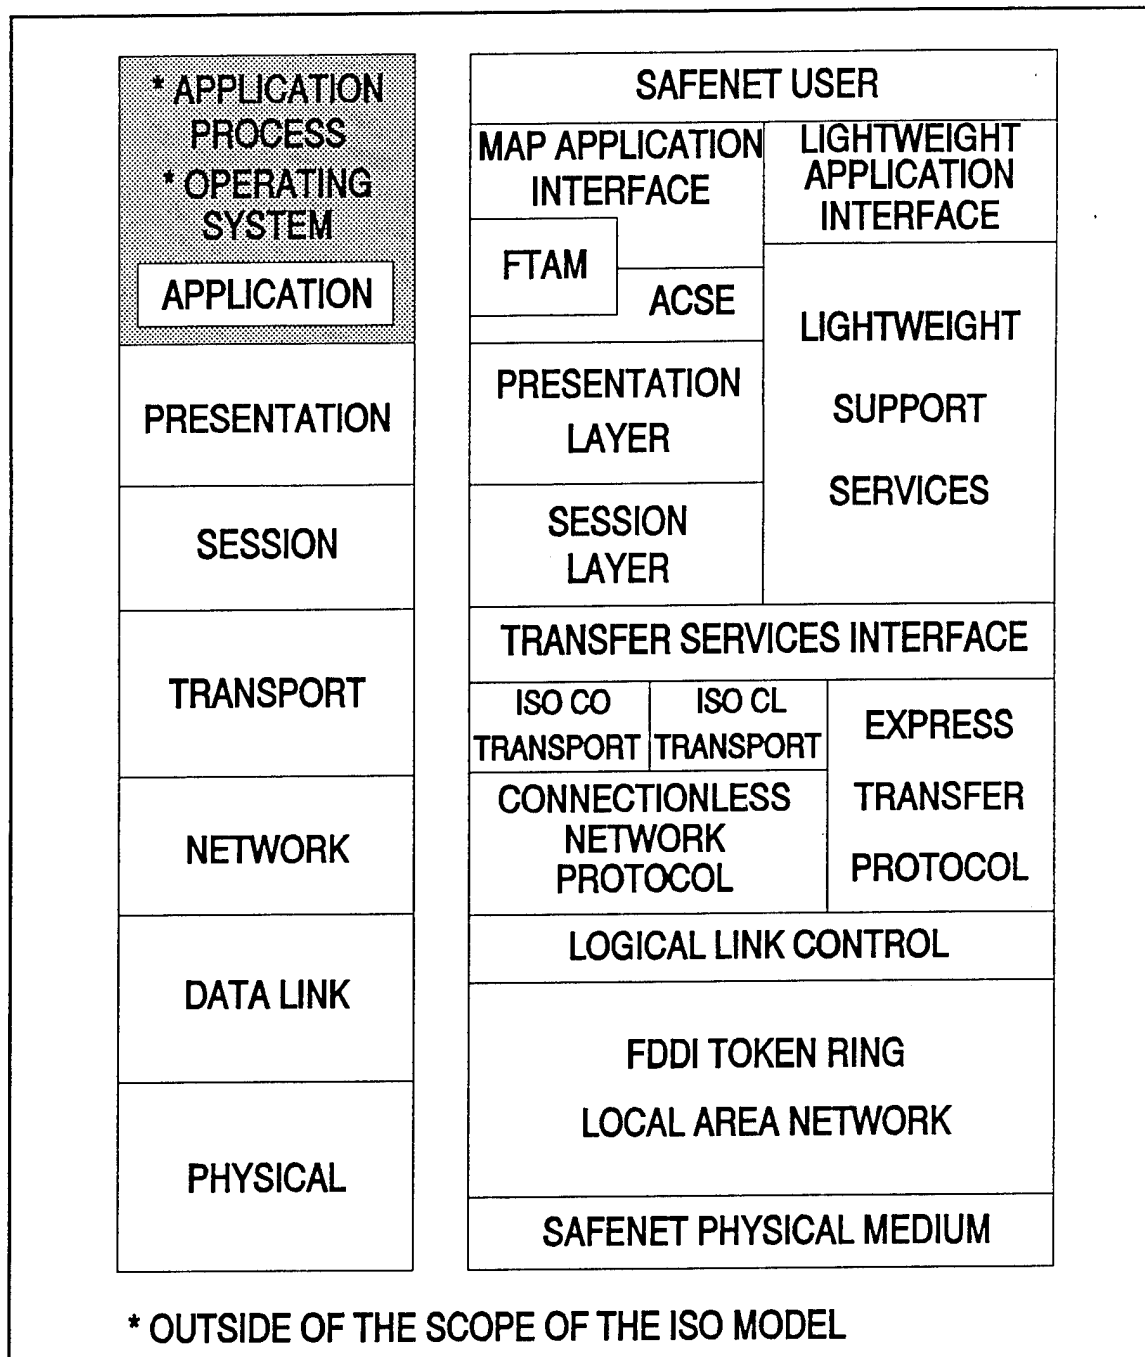 * APPLICATION
PROCESS
* OPERATING
SYSTEM
APPLICATION
PRESENTATION
SESSION
TRANSPORT
NETWORK
DATA LINK
PHYSICAL
SAFENET USER
MAP APPLICATION
INTERFACE
FTAM
ACSE
LIGHTWEIGHT
APPLICATION
INTERFACE
PRESENTATION
LAYER
SESSION
LAYER
LIGHTWEIGHT
SUPPORT
SERVICES
TRANSFER SERVICES INTERFACE
ISO CO
TRANSPORT
ISO CL
TRANSPORT
CONNECTIONLESS
NETWORK
PROTOCOL
EXPRESS
TRANSFER
PROTOCOL
LOGICAL LINK CONTROL
FDDI TOKEN RING
LOCAL AREA NETWORK
SAFENET PHYSICAL MEDIUM
* OUTSIDE OF THE SCOPE OF THE ISO MODEL